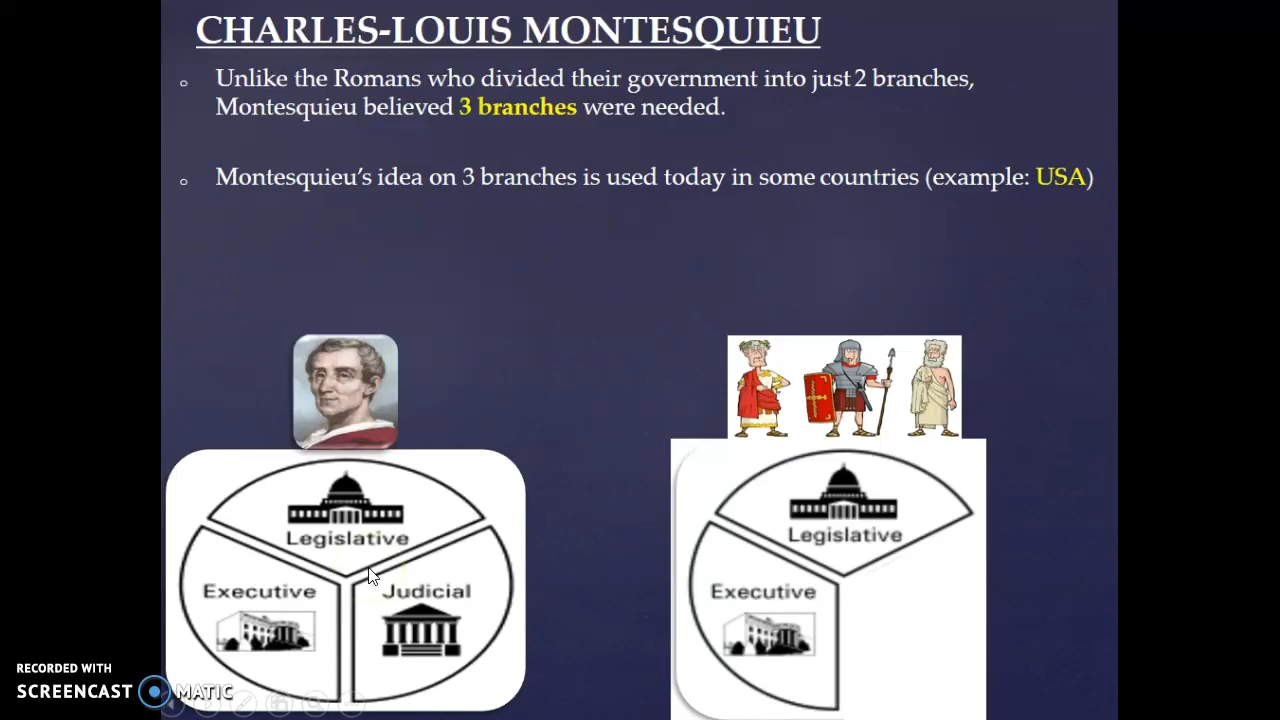 CHARLES-LOUIS MONTESQUIEU
Unlike the Romans who divided their government into just 2 branches,
Montesquieu believed 3 branches were needed.
Montesquieu's idea on 3 branches is used today in some countries (example: USA)
Legislative
Executive
Judicial
Legislative
Executive
RECORDED WITH
SCREENCAST MATIC